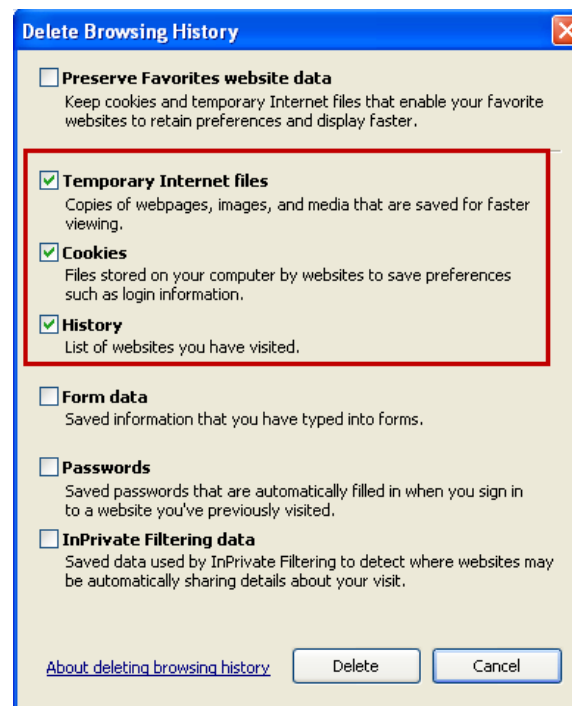 Delete Browsing History
Preserve Favorites website data
Keep cookies and temporary Internet files that enable your favorite
websites to retain preferences and display faster.
Temporary Internet files
Copies of webpages, images, and media that are saved for faster
viewing.
Cookies
Files stored on your computer by websites to save preferences
such as login information.
History
List of websites you have visited.
Form data
Saved information that you have typed into forms.
Passwords
Saved passwords that are automatically filled in when you sign in
to a website you've previously visited.
InPrivate Filtering data
Saved data used by InPrivate Filtering to detect where websites may
be automatically sharing details about your visit.
About deleting browsing history Delete Cancel